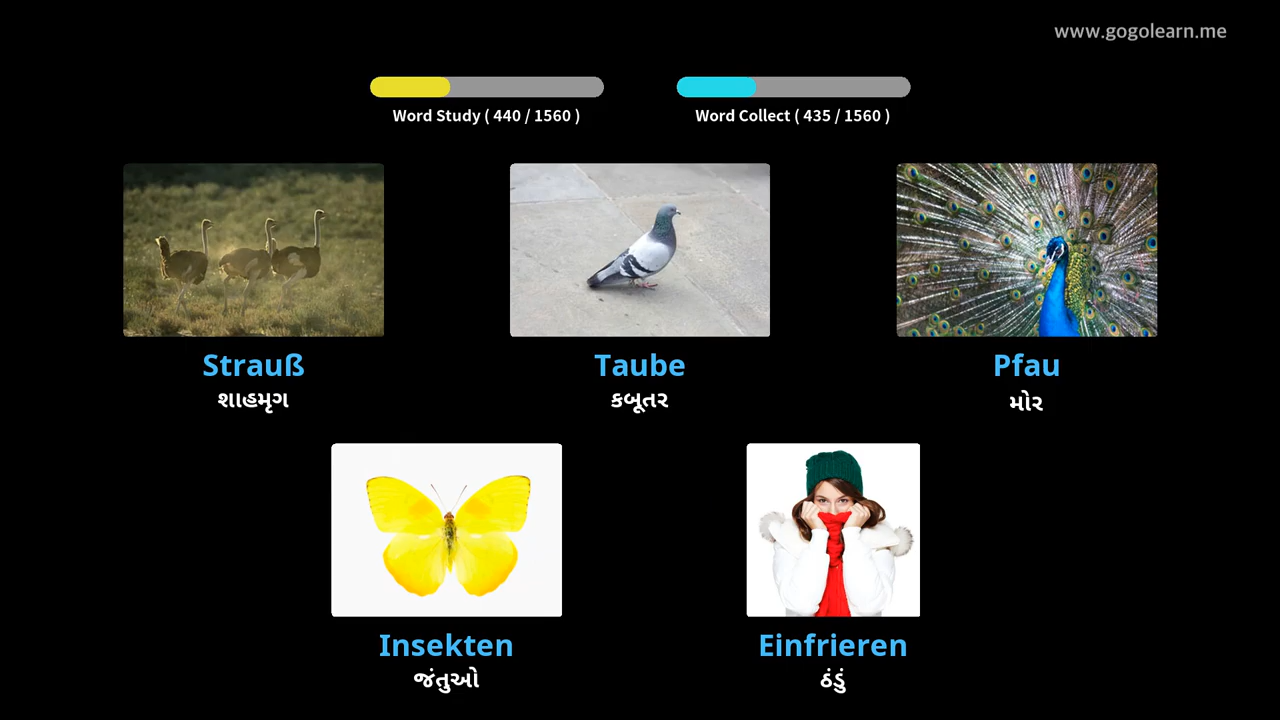 www.gogolearn.me
Word Study ( 440 / 1560 )
Word Collect ( 435 / 1560 )
Strauß
શાહમૃગ
Taube
કબૂતર
Pfau
મોર
Insekten
જંતુઓ
Einfrieren
ઠંડું